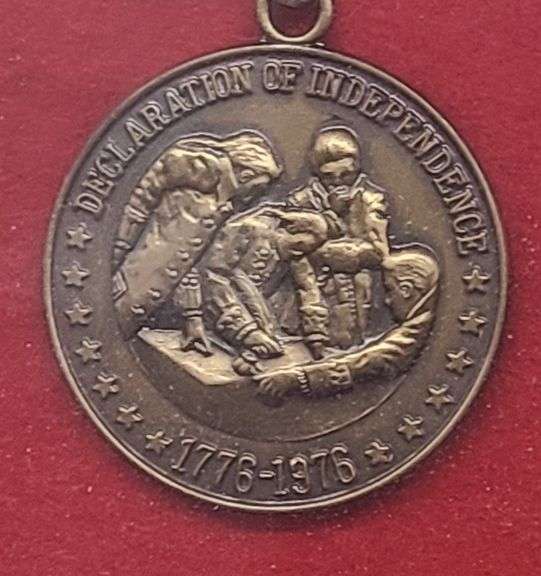 DECLARATION OF INDEPENDENCE
1776-1976